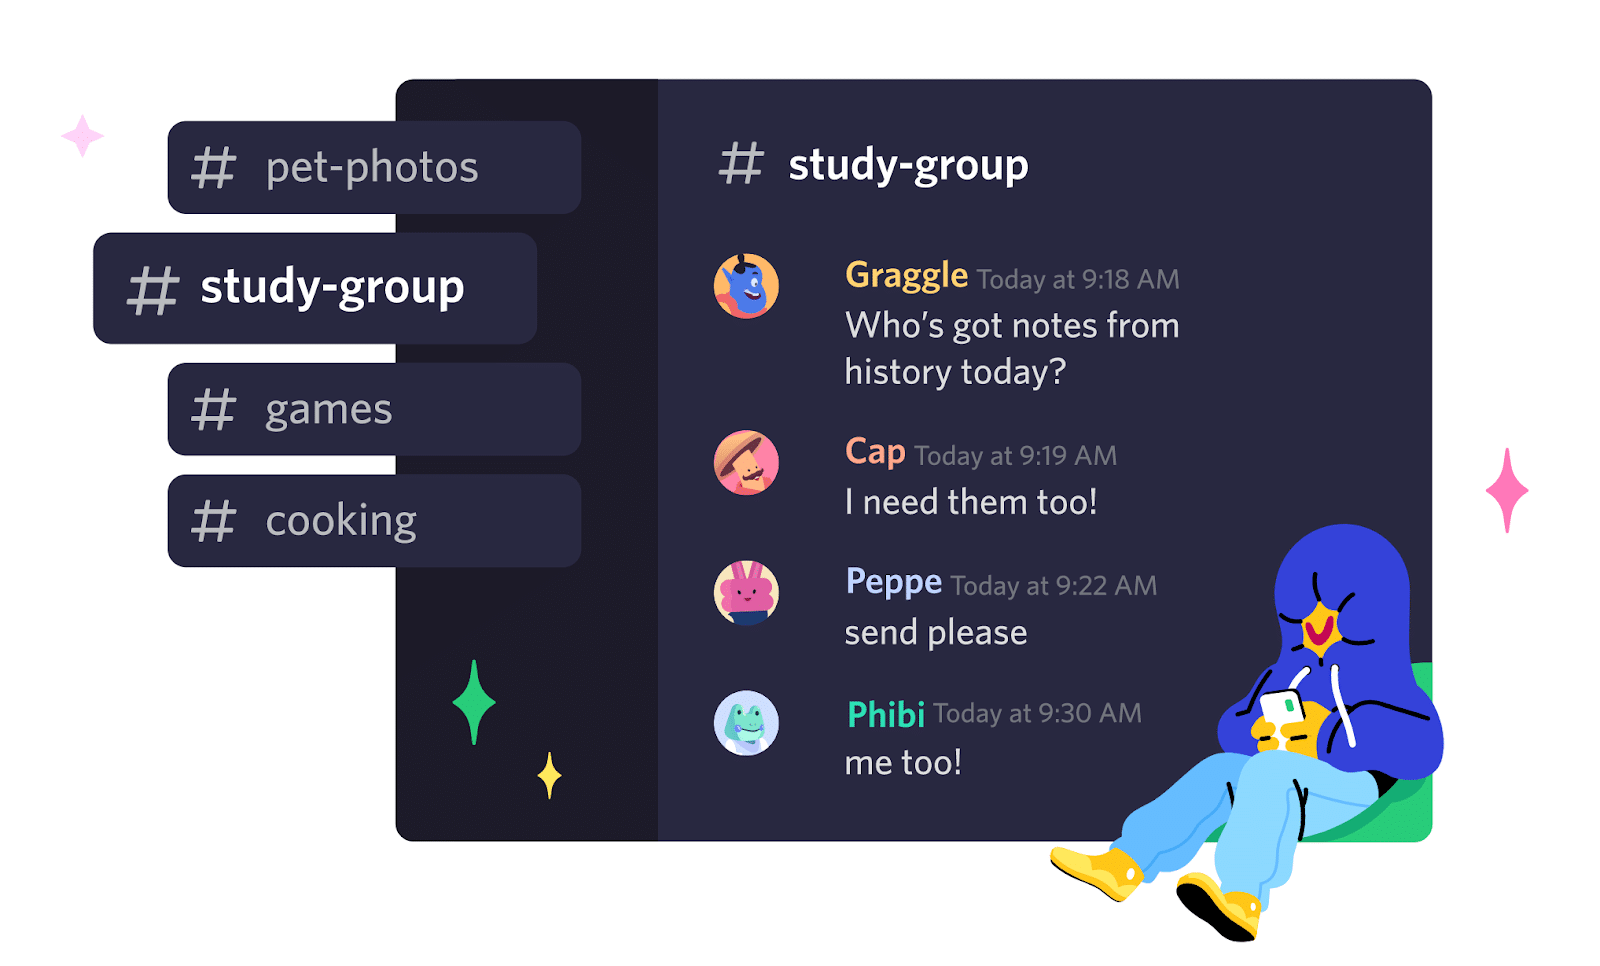 # pet-photos
# study-group
# games
# cooking
# study-group
Graggle Today at 9:18 AM
Who’s got notes from
history today?
Cap Today at 9:19 AM
I need them too!
Peppe Today at 9:22 AM
send please
Phibi Today at 9:30 AM
me too!